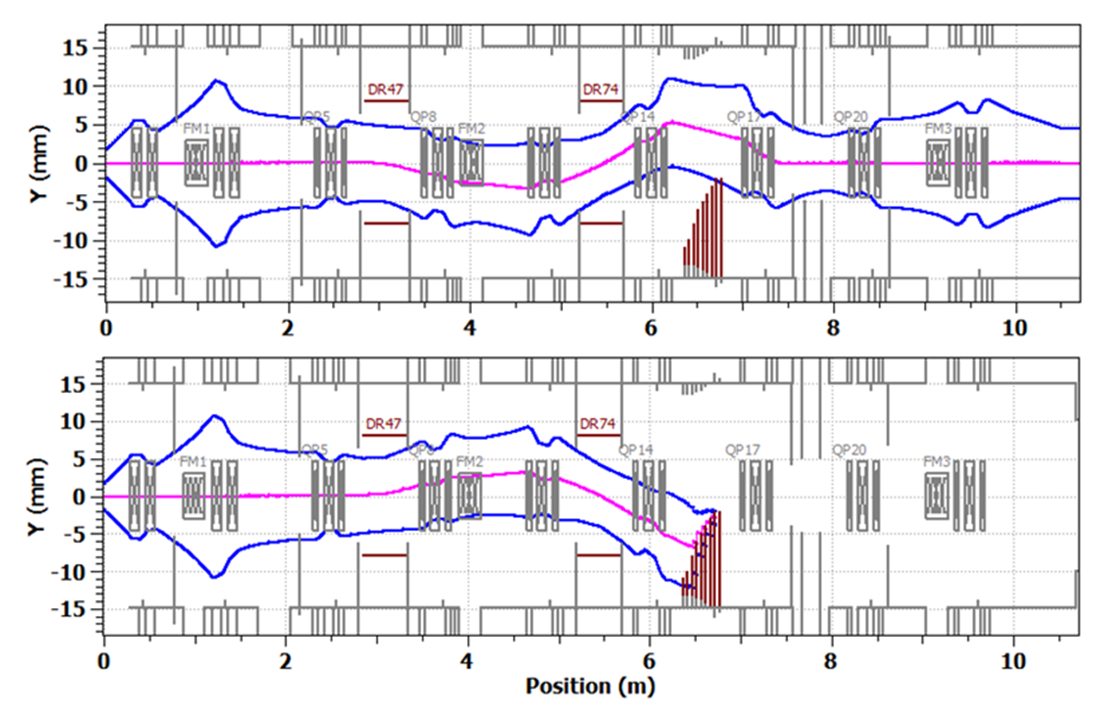 15
10
5
0
-5
-10
-15
Y (mm)
DR47
DR74
QP5
QP8
QP14
QP17
QP20
FM1
FM2
FM3
0 2 4 6 8 10
15
10
5
0
-5
-10
-15
Y (mm)
DR47
DR74
QP5
QP8
QP14
QP17
QP20
FM1
FM2
FM3
0 2 4 6 8 10
Position (m)